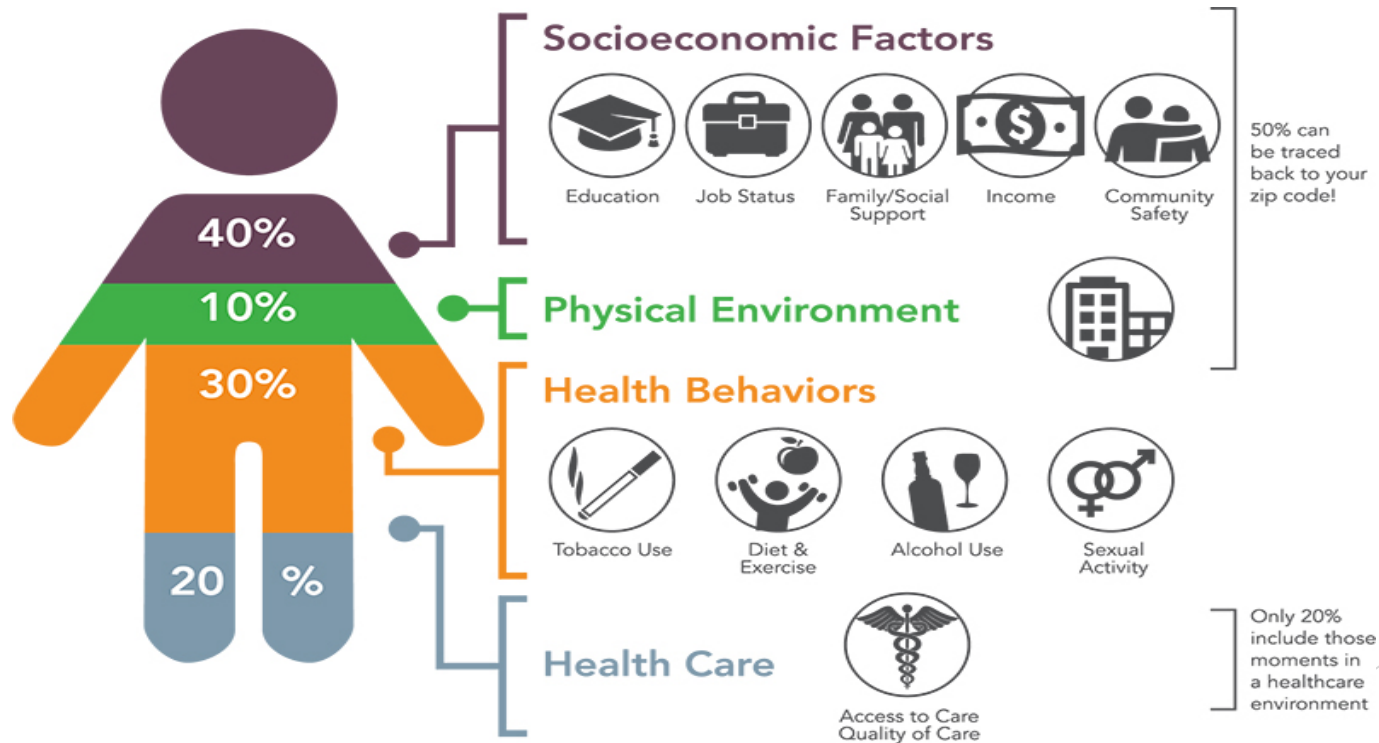 Socioeconomic Factors
Education
Job Status
Family/Social
Support
Income
Community
Safety
50% can
be traced
back to your
zip code!
40%
10%
Physical Environment
30%
Health Behaviors
Tobacco Use
Diet &
Exercise
Alcohol Use
Sexual
Activity
20 %
Health Care
Access to Care
Quality of Care
Only 20%
include those
moments in
a healthcare
environment